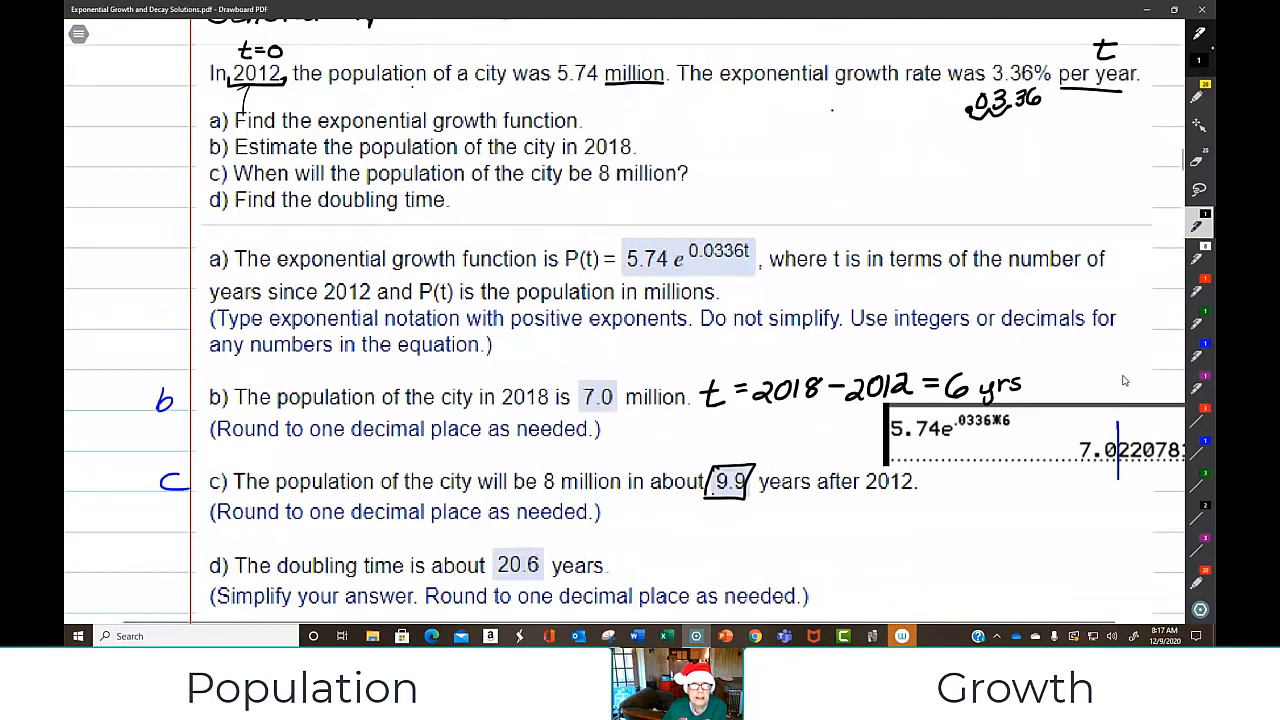 Exponential Growth and Decay Solutions.pdf - Drawboard PDF
t=0
t
In 2012, the population of a city was 5.74 million. The exponential growth rate was 3.36% per year.
.03.36
a) Find the exponential growth function.
b) Estimate the population of the city in 2018.
c) When will the population of the city be 8 million?
d) Find the doubling time.
a) The exponential growth function is P(t) = 5.74 e^0.0336t, where t is in terms of the number of
years since 2012 and P(t) is the population in millions.
(Type exponential notation with positive exponents. Do not simplify. Use integers or decimals for
any numbers in the equation.)
b b) The population of the city in 2018 is 7.0 million. t = 2018 - 2012 = 6 yrs
(Round to one decimal place as needed.)
5.74e^.0336*6
7.0220781
c c) The population of the city will be 8 million in about 9.9 years after 2012.
(Round to one decimal place as needed.)
d) The doubling time is about 20.6 years.
(Simplify your answer. Round to one decimal place as needed.)
Search
8:17 AM
12/9/2020
Population
Growth